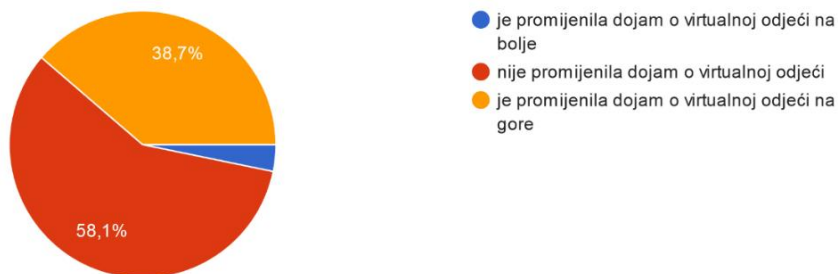 38,7%
58,1%
je promijenila dojam o virtualnoj odjeći na
bolje
nije promijenila dojam o virtualnoj odjeći
je promijenila dojam o virtualnoj odjeći na
gore